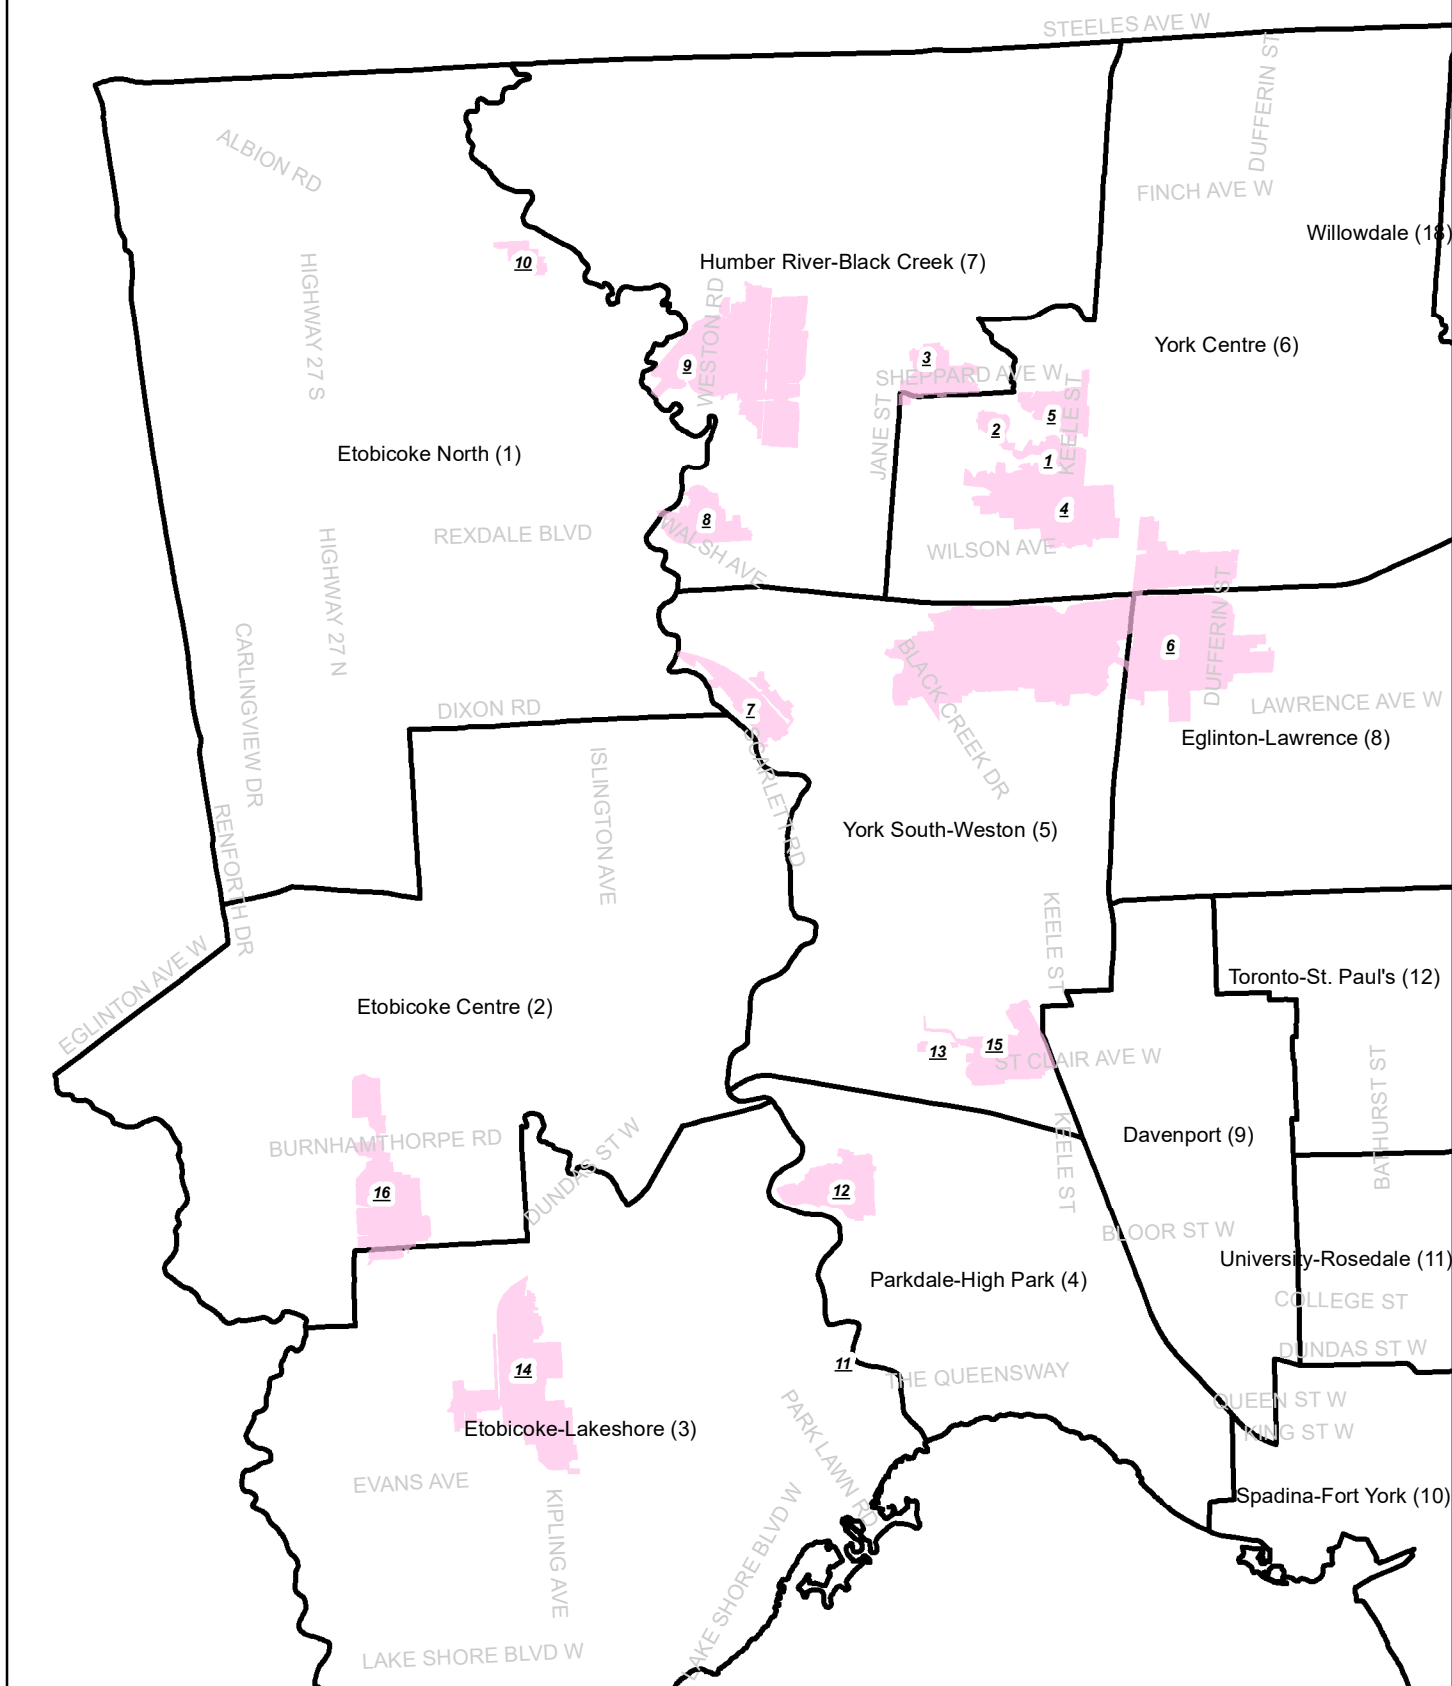 STEELES AVE W
DUFFERIN ST
ALBION RD
FINCH AVE W
Willowdale (18)
HIGHWAY 27 S
10
Humber River-Black Creek (7)
WESTON RD
York Centre (6)
3
9
SHEPPARD AVE W
JANE ST
KEELE ST
5
2
Etobicoke North (1)
1
4
8
REXDALE BLVD
WALSH AVE
WILSON AVE
HIGHWAY 27 N
DUFFERIN ST
6
CARLINGVIEW DR
BLACK CREEK DR
7
DIXON RD
LAWRENCE AVE W
Eglinton-Lawrence (8)
SCARLETT RD
ISLINGTON AVE
York South-Weston (5)
RENFORTH DR
KEELE ST
EGLINTON AVE W
Toronto-St. Paul's (12)
Etobicoke Centre (2)
13
15
ST CLAIR AVE W
BATHURST ST
BURNHAMTHORPE RD
DUNDAS ST W
KEELE ST
Davenport (9)
16
12
BLOOR ST W
University-Rosedale (11)
Parkdale-High Park (4)
COLLEGE ST
DUNDAS ST W
14
11
THE QUEENSWAY
QUEEN ST W
Etobicoke-Lakeshore (3)
PARK LAWN RD
KING ST W
EVANS AVE
Spadina-Fort York (10)
KIPLING AVE
LAKE SHORE BLVD W
LAKE SHORE BLVD W